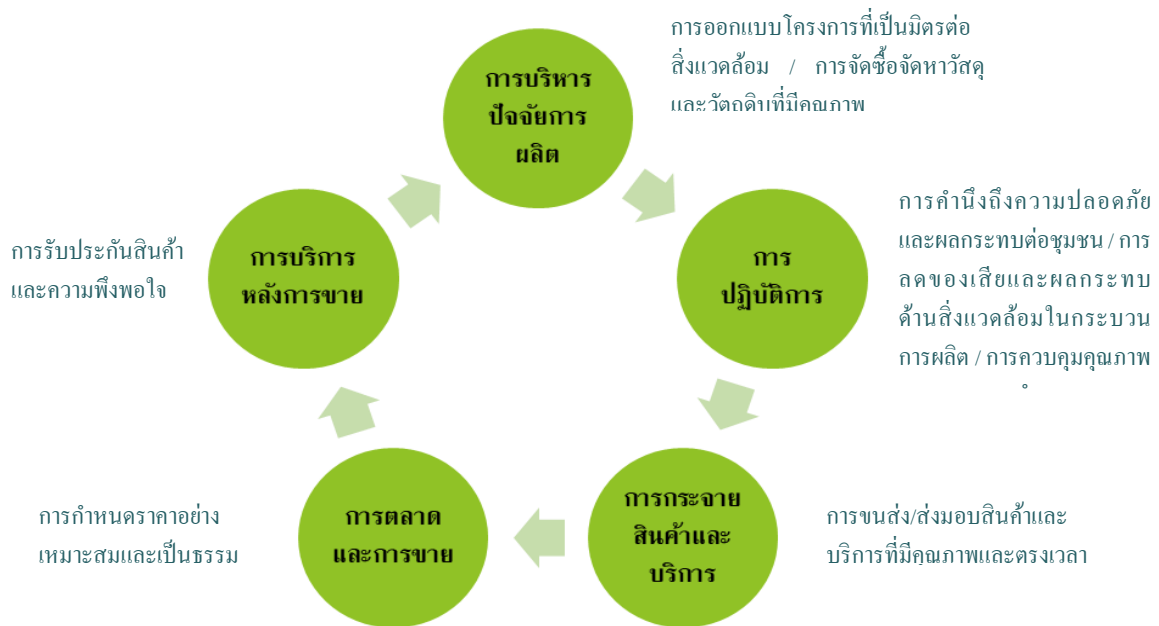 การบริหาร
ปัจจัยการ
ผลิต
การออกแบบโครงการที่เป็นมิตรต่อ
สิ่งแวดล้อม / การจัดซื้อจัดหาวัสดุ
และวัตถุดิบที่มีคุณภาพ
การ
ปฏิบัติการ
การคำนึงถึงความปลอดภัย
และผลกระทบต่อชุมชน / การ
ลดของเสียและผลกระทบ
ด้านสิ่งแวดล้อมในกระบวน
การผลิต / การควบคุมคุณภาพ
การกระจาย
สินค้าและ
บริการ
การขนส่ง/ส่งมอบสินค้าและ
บริการที่มีคุณภาพและตรงเวลา
การตลาด
และการขาย
การกำหนดราคาอย่าง
เหมาะสมและเป็นธรรม
การบริการ
หลังการขาย
การรับประกันสินค้า
และความพึงพอใจ